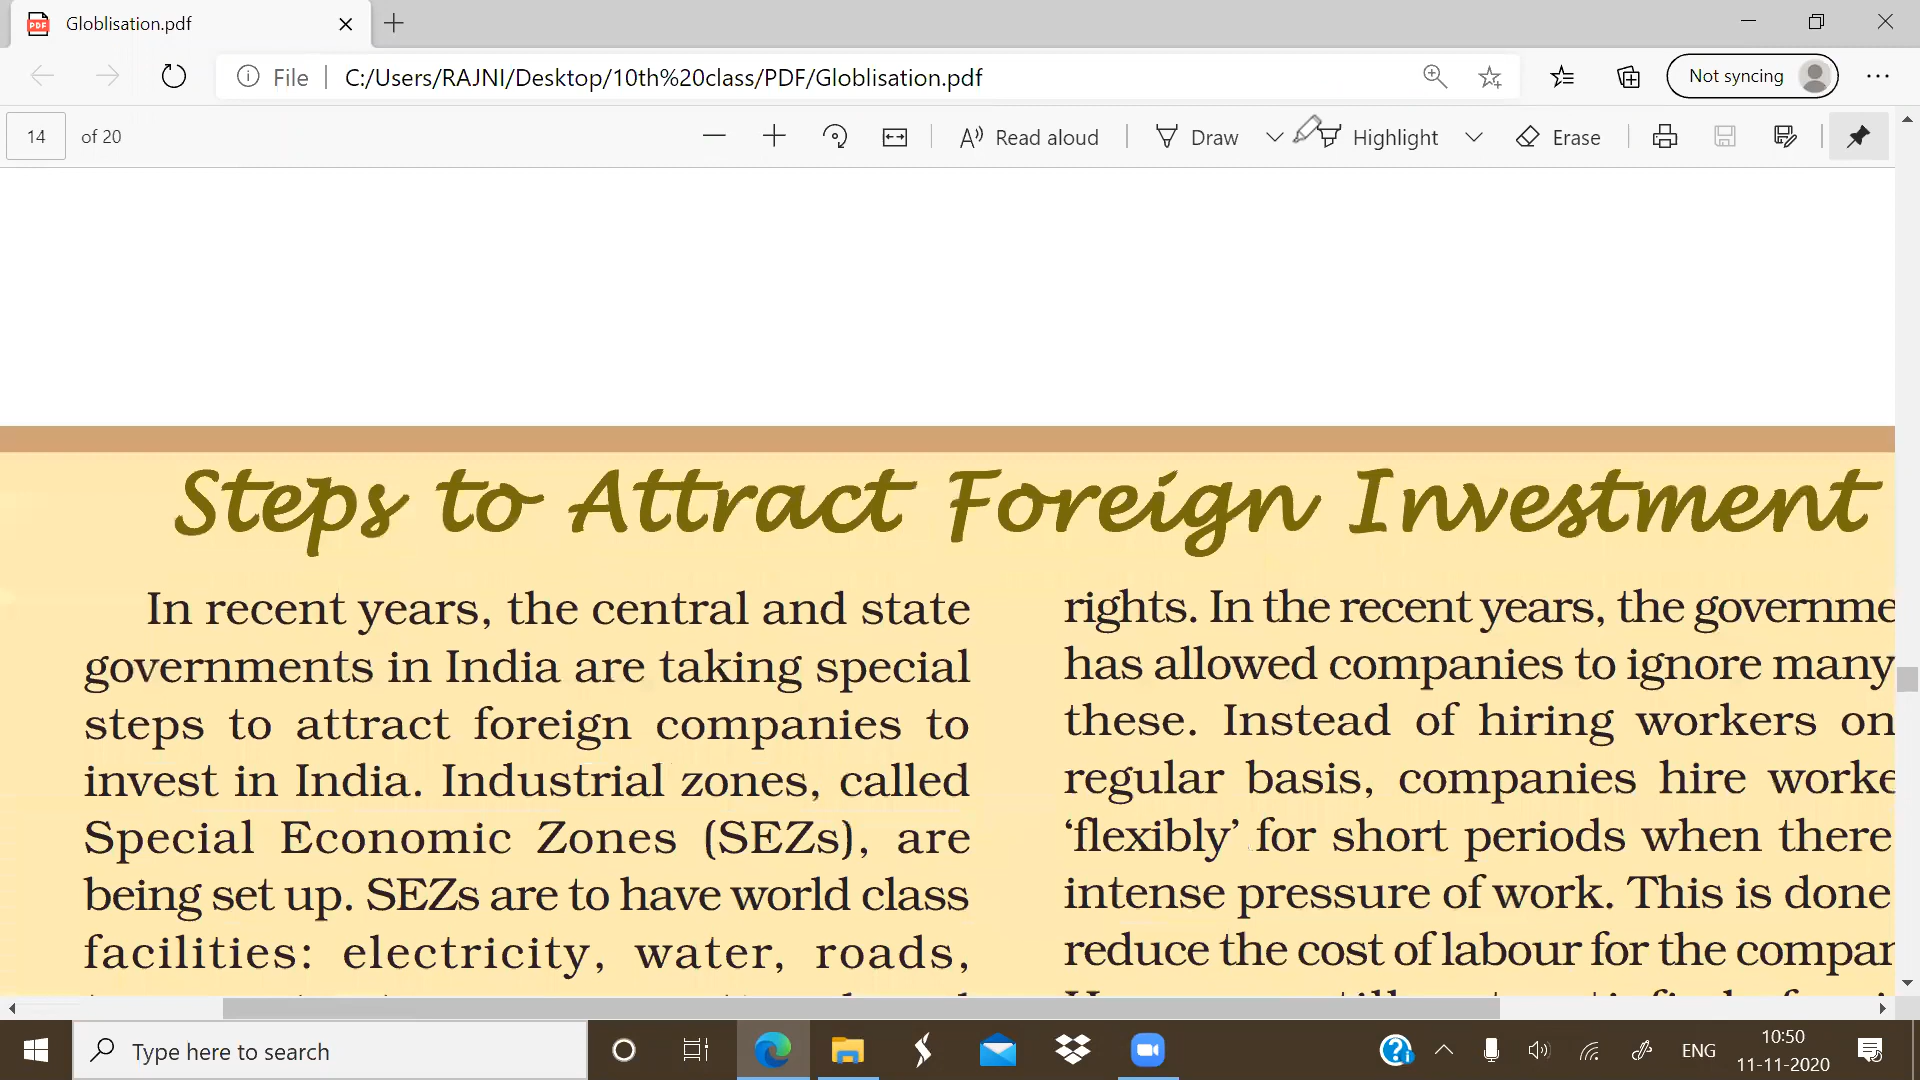 Globlisation.pdf
File
C:/Users/RAJNI/Desktop/10th%20class/PDF/Globlisation.pdf
Not syncing
14 of 20
Read aloud
Draw
Highlight
Erase
Steps to Attract Foreign Investment
In recent years, the central and state
governments in India are taking special
steps to attract foreign companies to
invest in India. Industrial zones, called
Special Economic Zones (SEZs), are
being set up. SEZs are to have world class
facilities: electricity, water, roads,
rights. In the recent years, the governme
has allowed companies to ignore many
these. Instead of hiring workers on
regular basis, companies hire worke
‘flexibly’ for short periods when there
intense pressure of work. This is done
reduce the cost of labour for the compan
Type here to search
ENG
10:50
11-11-2020